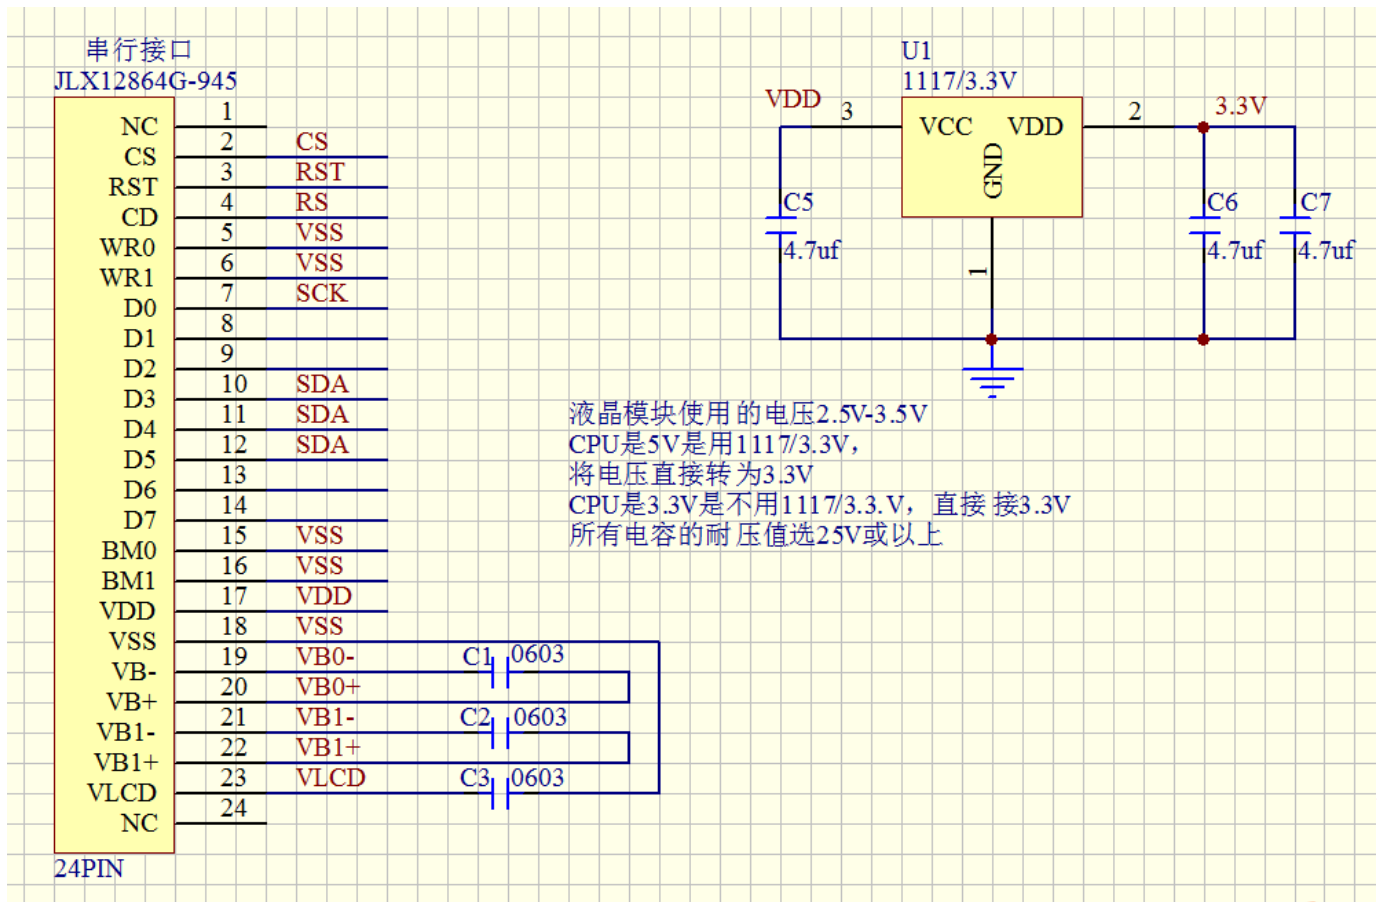 串行接口
JLX12864G-945
NC 1
CS 2 CS
RST 3 RST
CD 4 RS
WR0 5 VSS
WR1 6 VSS
D0 7 SCK
D1 8
D2 9
D3 10 SDA
D4 11 SDA
D5 12 SDA
D6 13
D7 14
BM0 15 VSS
BM1 16 VSS
VDD 17 VDD
VSS 18 VSS
VB- 19 VB0- C1 0603
VB+ 20 VB0+
VB1- 21 VB1- C2 0603
VB1+ 22 VB1+
VLCD 23 VLCD C3 0603
NC 24
24PIN
U1
1117/3.3V
VDD 3 VCC VDD 2 3.3V
GND
1
C5 C6 C7
4.7uf 4.7uf 4.7uf
液晶模块使用的电压2.5V-3.5V
CPU是5V是用1117/3.3V，
将电压直接转为3.3V
CPU是3.3V是不用1117/3.3.V，直接 接3.3V
所有电容的耐压值选25V或以上